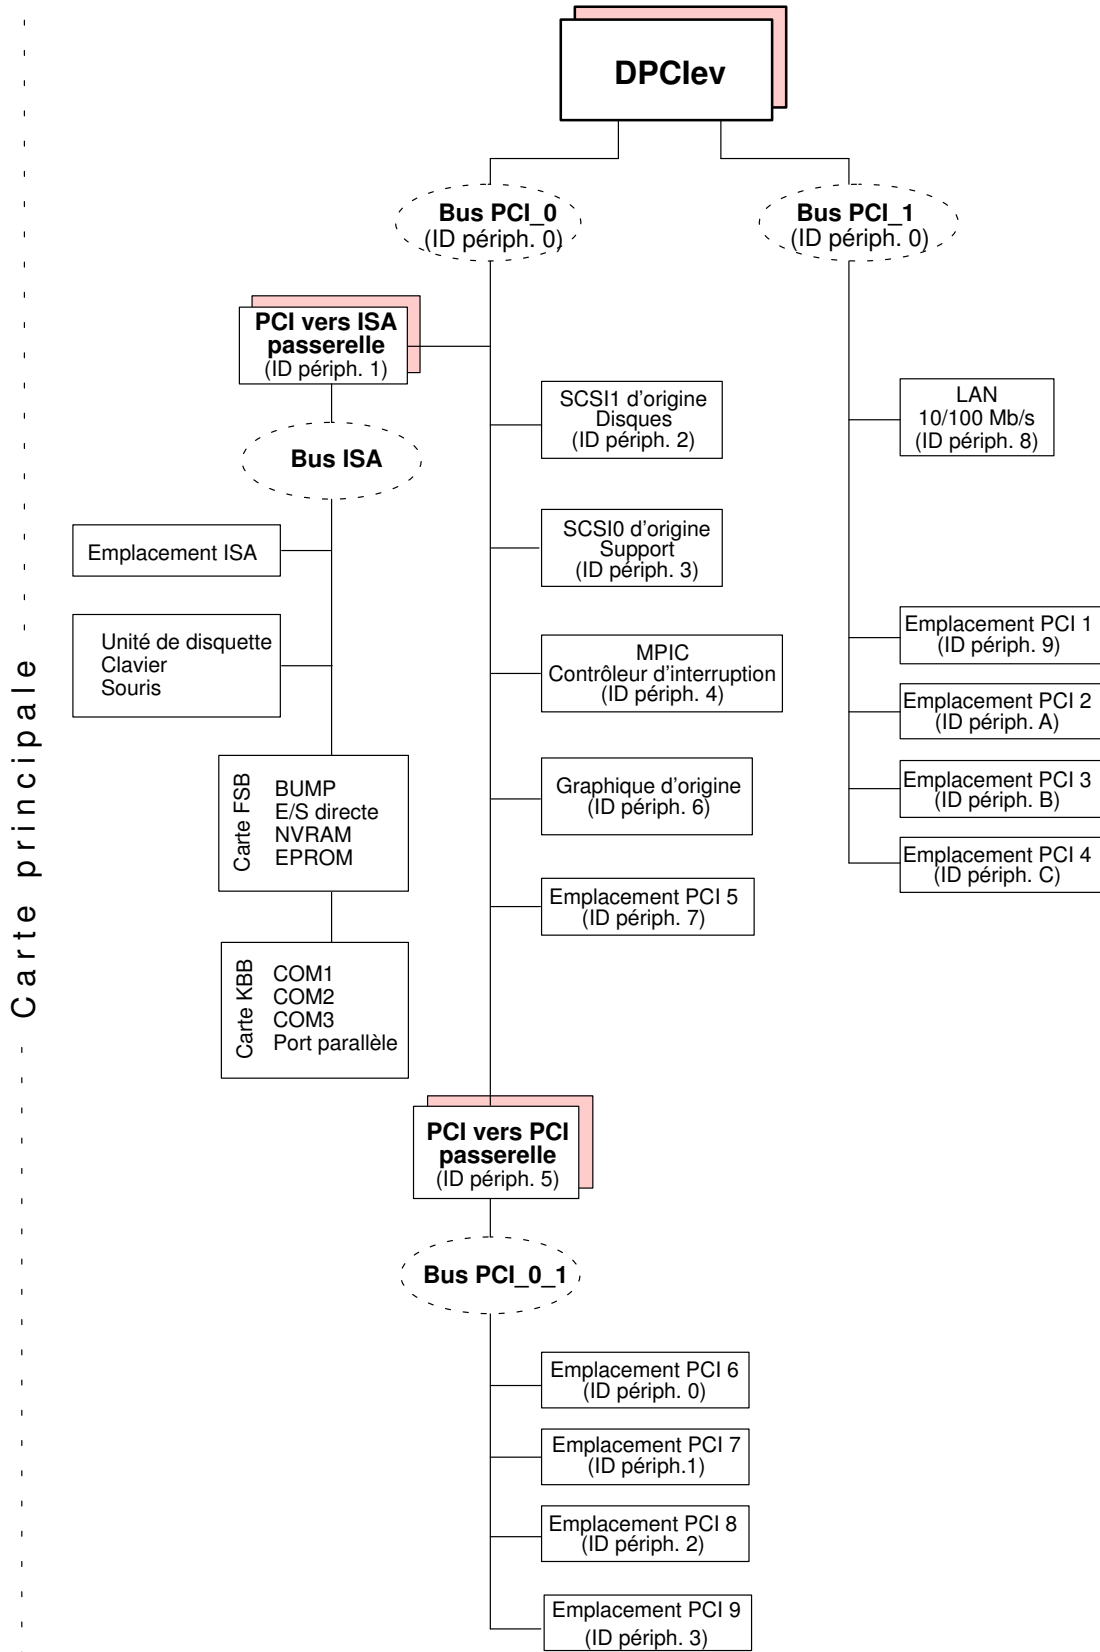 DPCIev
Bus PCI_0
(ID périph. 0)
Bus PCI_1
(ID périph. 0)
PCI vers ISA
passerelle
(ID périph. 1)
Bus ISA
Emplacement ISA
Unité de disquette
Clavier
Souris
Carte FSB
BUMP
E/S directe
NVRAM
EPROM
Carte KBB
COM1
COM2
COM3
Port parallèle
SCSI1 d'origine
Disques
(ID périph. 2)
SCSI0 d'origine
Support
(ID périph. 3)
MPIC
Contrôleur d'interruption
(ID périph. 4)
Graphique d'origine
(ID périph. 6)
Emplacement PCI 5
(ID périph. 7)
LAN
10/100 Mb/s
(ID périph. 8)
Emplacement PCI 1
(ID périph. 9)
Emplacement PCI 2
(ID périph. A)
Emplacement PCI 3
(ID périph. B)
Emplacement PCI 4
(ID périph. C)
PCI vers PCI
passerelle
(ID périph. 5)
Bus PCI_0_1
Emplacement PCI 6
(ID périph. 0)
Emplacement PCI 7
(ID périph.1)
Emplacement PCI 8
(ID périph. 2)
Emplacement PCI 9
(ID périph. 3)
Carte principale